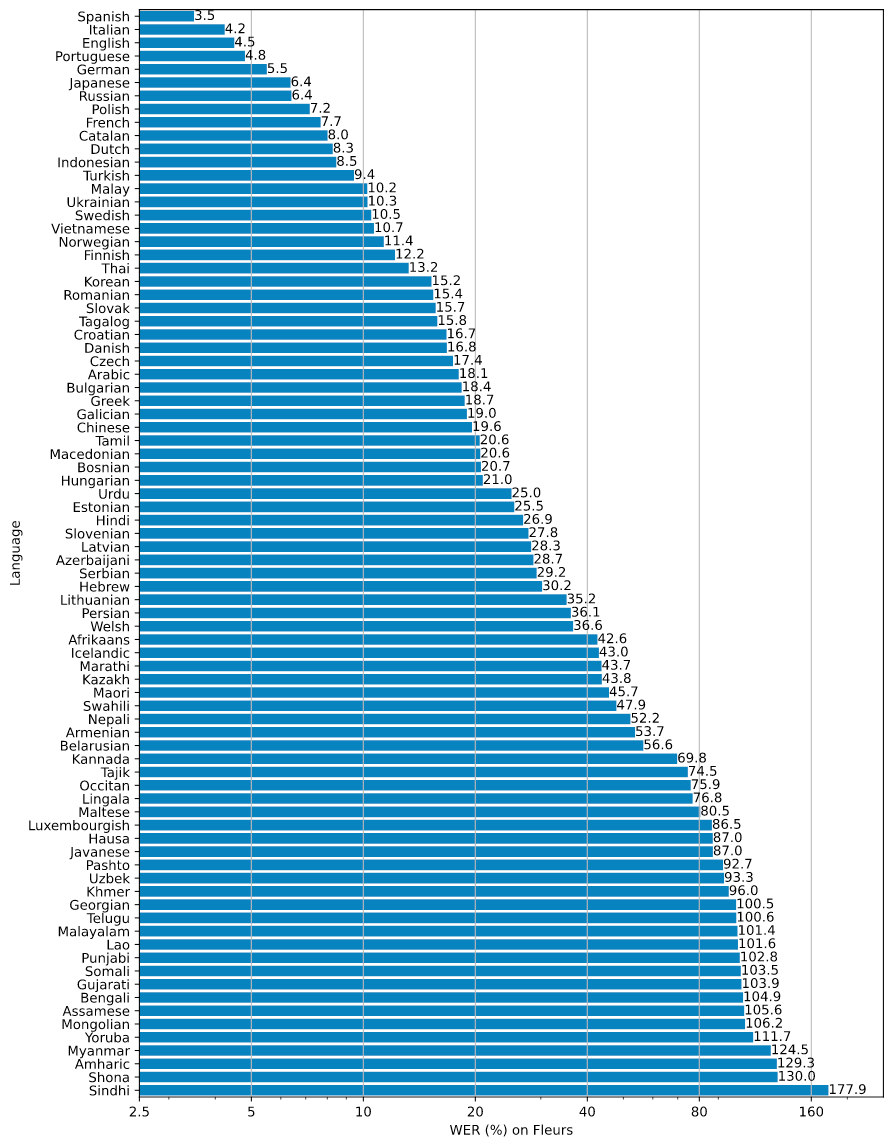 Spanish 3.5
Italian 4.2
English 4.5
Portuguese 4.8
German 5.5
Japanese 6.4
Russian 6.4
Polish 7.2
French 7.7
Catalan 8.0
Dutch 8.3
Indonesian 8.5
Turkish 9.4
Malay 10.2
Ukrainian 10.3
Swedish 10.5
Vietnamese 10.7
Norwegian 11.4
Finnish 12.2
Thai 13.2
Korean 15.2
Romanian 15.4
Slovak 15.7
Tagalog 15.8
Croatian 16.7
Danish 16.8
Czech 17.4
Arabic 18.1
Bulgarian 18.4
Greek 18.7
Galician 19.0
Chinese 19.6
Tamil 20.6
Macedonian 20.6
Bosnian 20.7
Hungarian 21.0
Urdu 25.0
Estonian 25.5
Hindi 26.9
Slovenian 27.8
Latvian 28.3
Azerbaijani 28.7
Serbian 29.2
Hebrew 30.2
Lithuanian 35.2
Persian 36.1
Welsh 36.6
Afrikaans 42.6
Icelandic 43.0
Marathi 43.7
Kazakh 43.8
Maori 45.7
Swahili 47.9
Nepali 52.2
Armenian 53.7
Belarusian 56.6
Kannada 69.8
Tajik 74.5
Occitan 75.9
Lingala 76.8
Maltese 80.5
Luxembourgish 86.5
Hausa 87.0
Javanese 87.0
Pashto 92.7
Uzbek 93.3
Khmer 96.0
Georgian 100.5
Telugu 100.6
Malayalam 101.4
Lao 101.6
Punjabi 102.8
Somali 103.5
Gujarati 103.9
Bengali 104.9
Assamese 105.6
Mongolian 106.2
Yoruba 111.7
Myanmar 124.5
Amharic 129.3
Shona 130.0
Sindhi 177.9
Language
2.5 5 10 20 40 80 160
WER (%) on Fleurs